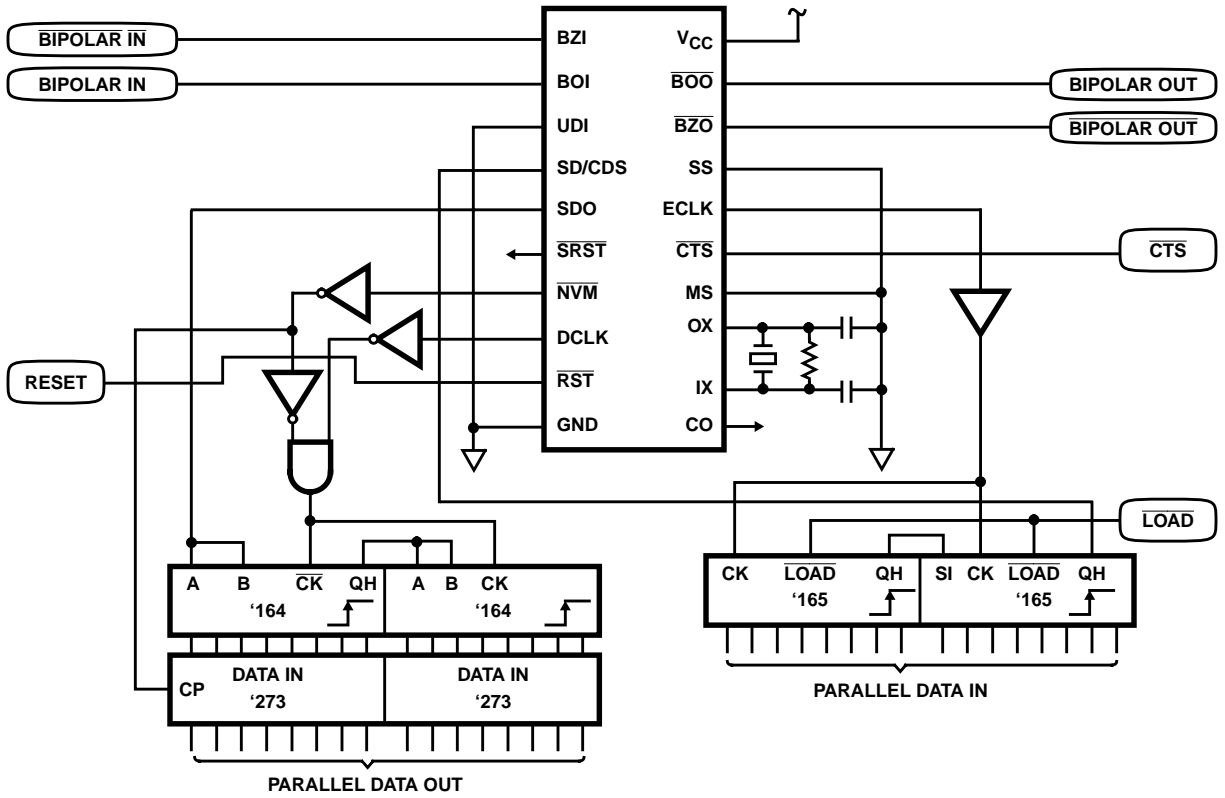 BIPOLAR IN
BIPOLAR IN
RESET
BZI
BOI
UDI
SD/CDS
SDO
SRST
NVM
DCLK
RST
GND
VCC
BOO
BZO
SS
ECLK
CTS
MS
OX
IX
CO
BIPOLAR OUT
BIPOLAR OUT
CTS
LOAD
A B CK QH A B CK
‘164 ‘164
DATA IN DATA IN
CP
‘273 ‘273
PARALLEL DATA OUT
CK LOAD QH SI CK LOAD QH
‘165 ‘165
PARALLEL DATA IN